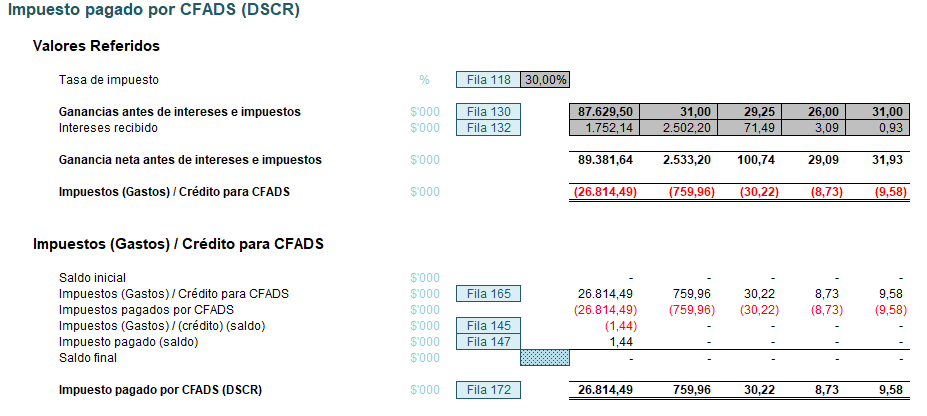 Impuesto pagado por CFADS (DSCR)
Valores Referidos
Tasa de impuesto % Fila 118 30,00%
Ganancias antes de intereses e impuestos $'000 Fila 130 87.629,50 31,00 29,25 26,00 31,00
Intereses recibido $'000 Fila 132 1.752,14 2.502,20 71,49 3,09 0,93
Ganancia neta antes de intereses e impuestos $'000 89.381,64 2.533,20 100,74 29,09 31,93
Impuestos (Gastos) / Crédito para CFADS $'000 (26.814,49) (759,96) (30,22) (8,73) (9,58)
Impuestos (Gastos) / Crédito para CFADS
Saldo inicial $'000 - - - - -
Impuestos (Gastos) / Crédito para CFADS $'000 Fila 165 26.814,49 759,96 30,22 8,73 9,58
Impuestos pagados por CFADS $'000 (26.814,49) (759,96) (30,22) (8,73) (9,58)
Impuestos (Gastos) / (crédito) (saldo) $'000 Fila 145 (1,44) - - - -
Impuesto pagado (saldo) $'000 Fila 147 1,44 - - - -
Saldo final $'000 - - - - -
Impuesto pagado por CFADS (DSCR) $'000 Fila 172 26.814,49 759,96 30,22 8,73 9,58